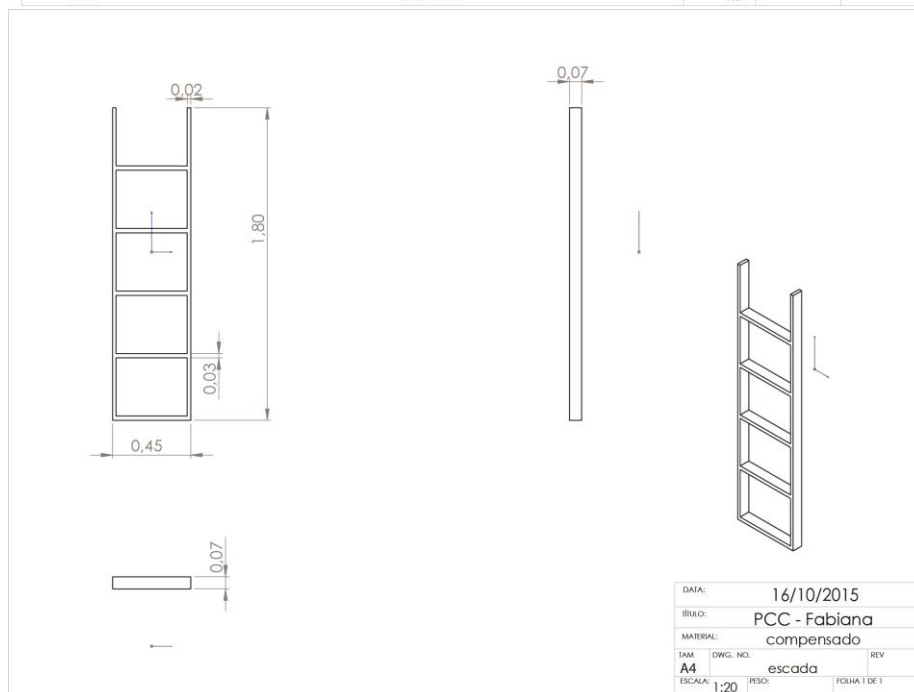 0,02
0,07
1,80
0,03
0,45
0,07
DATA: 16/10/2015
TÍTULO: PCC - Fabiana
MATERIAL: compensado
TAM DWG. NO. REV
A4 escada
ESCALA: 1:20 PESO: FOLHA 1 DE 1